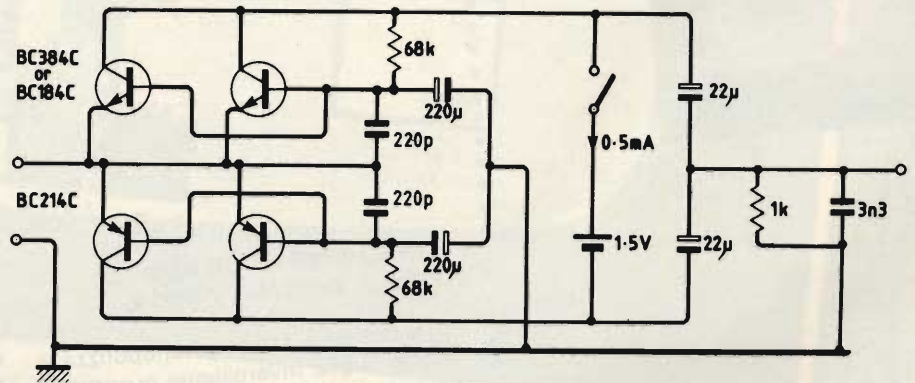 BC384C
or
BC184C
68k
220μ
220p
22μ
0·5mA
BC214C
220p
1k
3n3
1·5V
22μ
220μ
68k